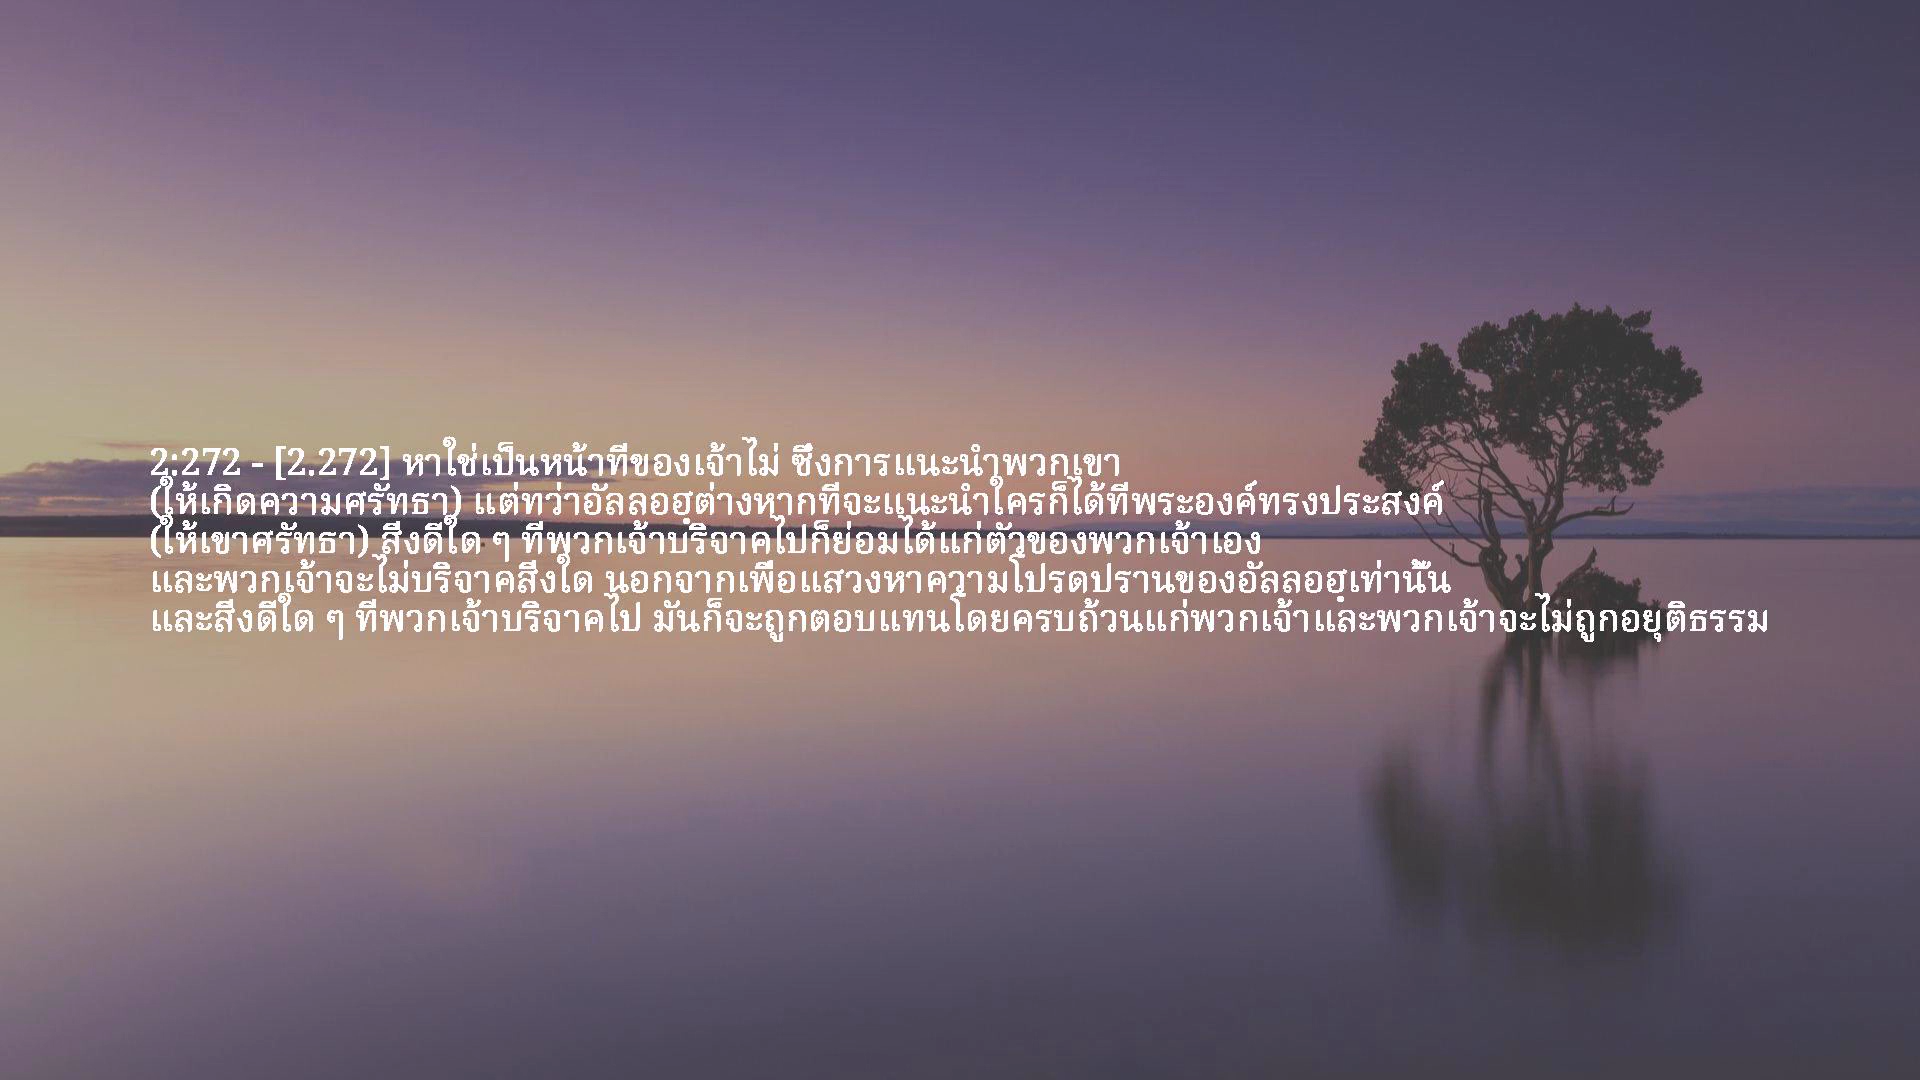 2:272 - [2.272] หาใช่เป็นหน้าที่ของเจ้าไม่ ซึ่งการแนะนำพวกเขา
(ให้เกิดความศรัทธา) แต่ทว่าอัลลอฮฺต่างหากที่จะแนะนำใครก็ได้ที่พระองค์ทรงประสงค์
(ให้เขาศรัทธา) สิ่งดีใด ๆ ที่พวกเจ้าบริจาคไปก็ย่อมได้แก่ตัวของพวกเจ้าเอง
และพวกเจ้าจะไม่บริจาคสิ่งใด นอกจากเพื่อแสวงหาความโปรดปรานของอัลลอฮฺเท่านั้น
และสิ่งดีใด ๆ ที่พวกเจ้าบริจาคไป มันก็จะถูกตอบแทนโดยครบถ้วนแก่พวกเจ้าและพวกเจ้าจะไม่ถูกอยุติธรรม